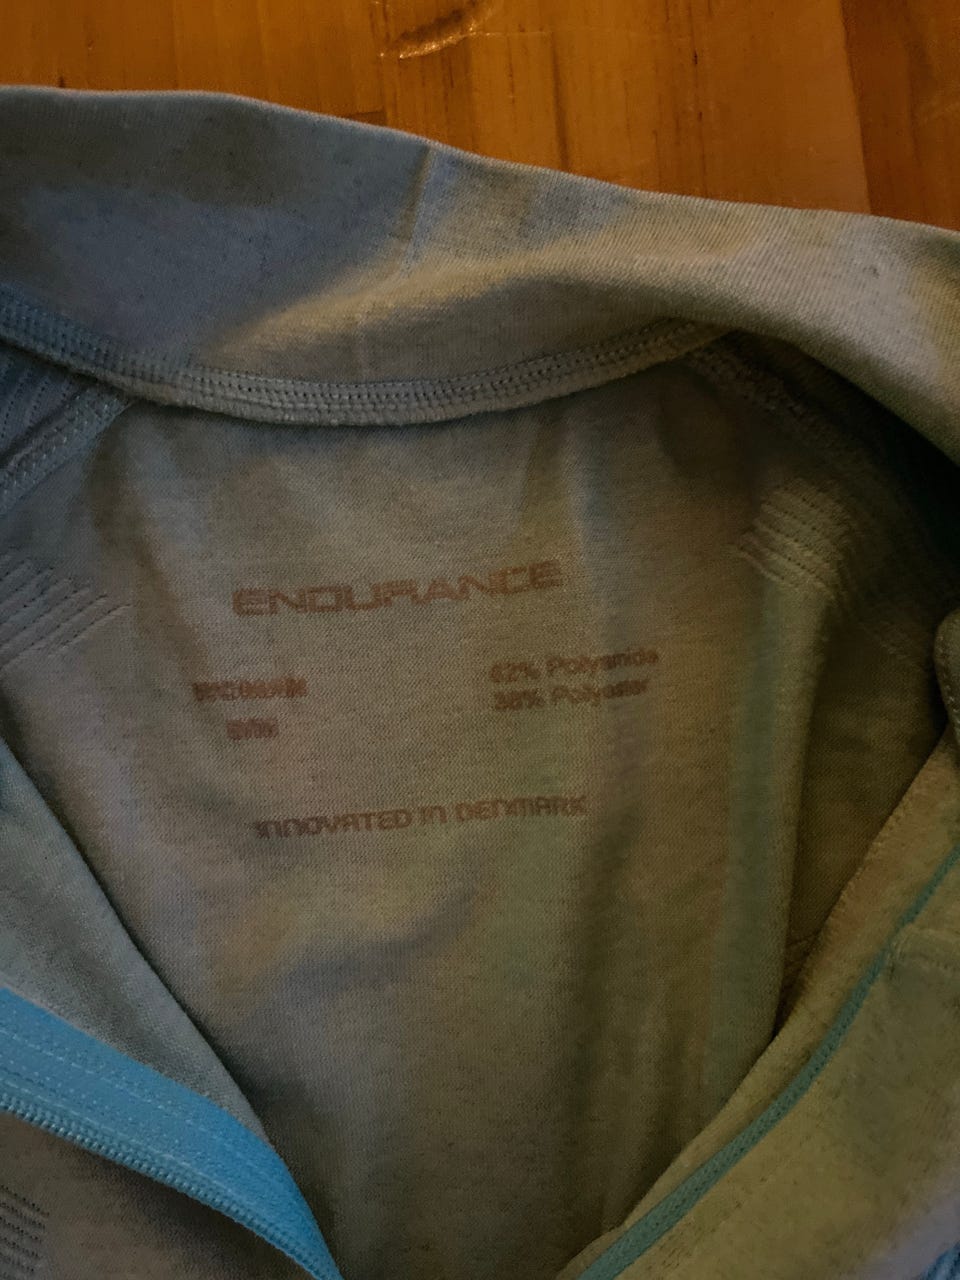 ENDURANCE
62% Polyamide
38% Polyester
INNOVATED IN DENMARK